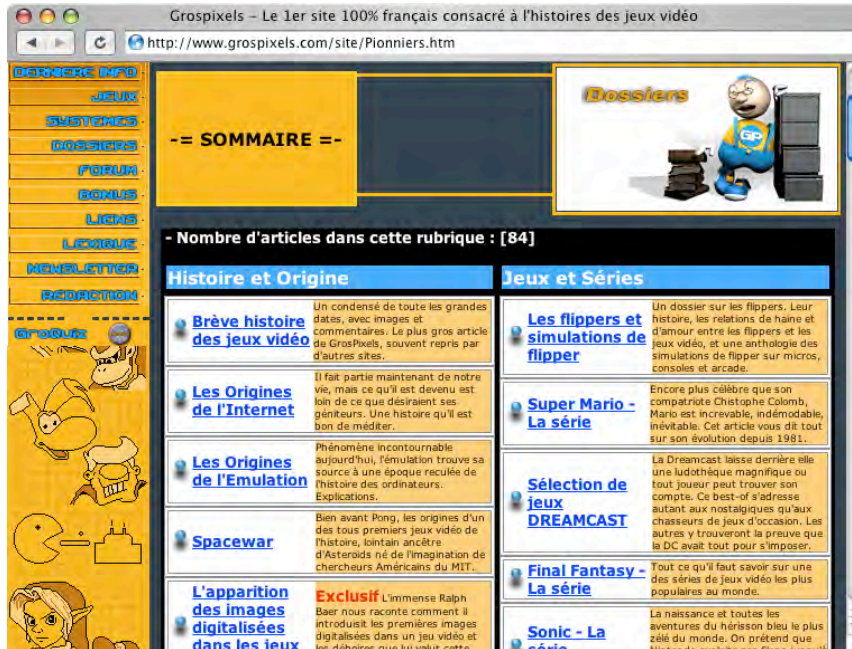 Grospixels – Le 1er site 100% français consacré à l'histoires des jeux vidéo
http://www.grospixels.com/site/Pionniers.htm
DERNIERE INFO
JEUX
SYSTEMES
DOSSIERS
FORUM
BONUS
LIENS
LEXIQUE
NEWSLETTER
REDACTION
GroQuiz
-= SOMMAIRE =-
Dossiers
GP
- Nombre d'articles dans cette rubrique : [84]
Histoire et Origine
Brève histoire
des jeux vidéo
Un condensé de toute les grandes
dates, avec images et
commentaires. Le plus gros article
de GrosPixels, souvent repris par
d'autres sites.
Les Origines
de l'Internet
Il fait partie maintenant de notre
vie, mais ce qu'il est devenu est
loin de ce que désiraient ses
géniteurs. Une histoire qu'il est
bon de méditer.
Les Origines
de l'Emulation
Phénomène incontournable
aujourd'hui, l'émulation trouve sa
source à une époque reculée de
l'histoire des ordinateurs.
Explications.
Spacewar
Bien avant Pong, les origines d'un
des tous premiers jeux vidéo de
l'histoire, lointain ancêtre
d'Asteroids né de l'imagination de
chercheurs Américains du MIT.
L'apparition
des images
digitalisées
dans les jeux
Exclusif L'immense Ralph
Baer nous raconte comment il
introduisit les premières images
digitalisées dans un jeu vidéo et
les déboires que lui valut cette
Jeux et Séries
Les flippers et
simulations de
flipper
Un dossier sur les flippers. Leur
histoire, les relations de haine et
d'amour entre les flippers et les
jeux vidéo, et une anthologie des
simulations de flipper sur micros,
consoles et arcade.
Super Mario -
La série
Encore plus célèbre que son
compatriote Chistophe Colomb,
Mario est increvable, indémodable,
inévitable. Cet article vous dit tout
sur son évolution depuis 1981.
Sélection de
jeux
DREAMCAST
La Dreamcast laisse derrière elle
une ludothèque magnifique ou
tout joueur peut trouver son
compte. Ce best-of s'adresse
autant aux nostalgiques qu'aux
chasseurs de jeux d'occasion. Les
autres y trouveront la preuve que
la DC avait tout pour s'imposer.
Final Fantasy -
La série
Tout ce qu'il faut savoir sur une
des séries de jeux vidéo les plus
populaires au monde.
Sonic - La
série
La naissance et toutes les
aventures du hérisson bleu le plus
zélé du monde. On prétend que